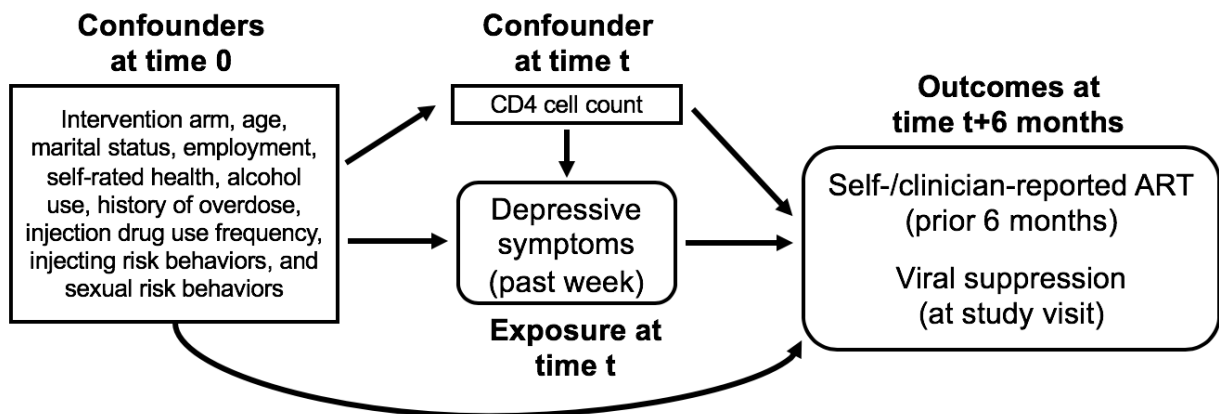 Confounders
at time 0
Intervention arm, age,
marital status, employment,
self-rated health, alcohol
use, history of overdose,
injection drug use frequency,
injecting risk behaviors, and
sexual risk behaviors
Confounder
at time t
CD4 cell count
Depressive
symptoms
(past week)
Exposure at
time t
Outcomes at
time t+6 months
Self-/clinician-reported ART
(prior 6 months)
Viral suppression
(at study visit)